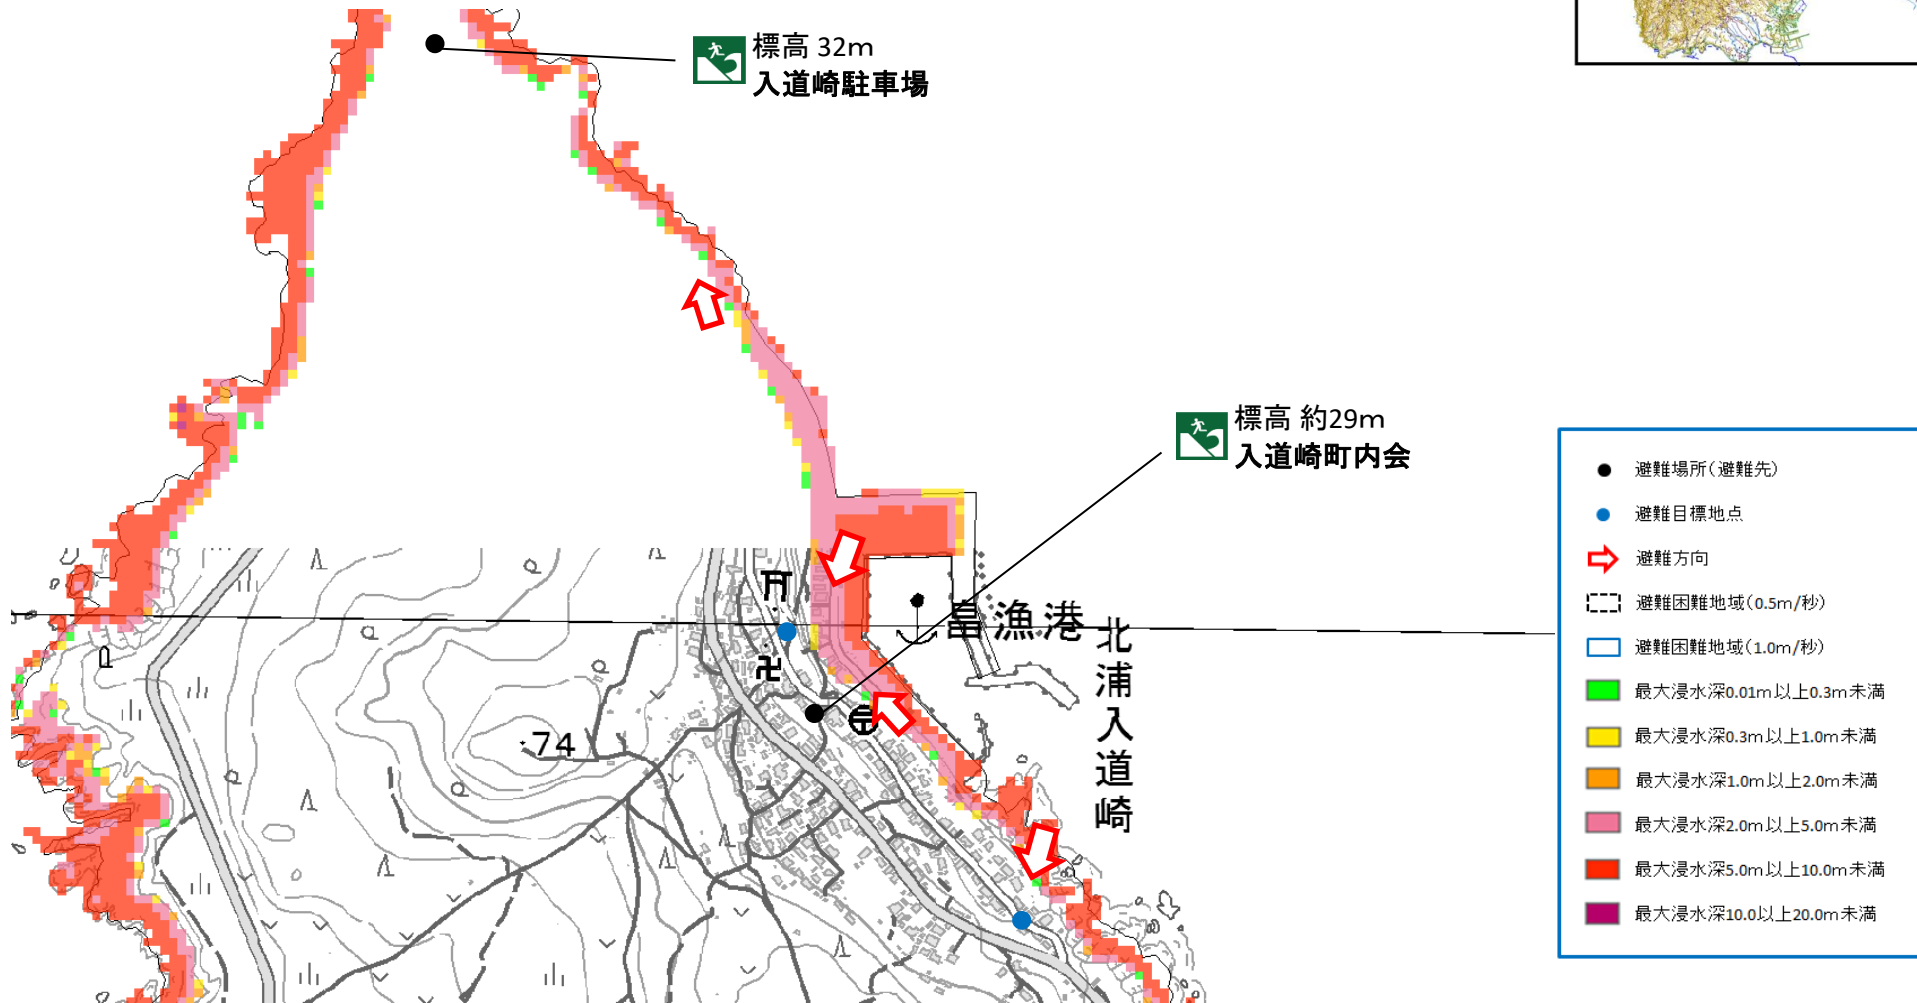 標高 32m
入道崎駐車場
標高 約29m
入道崎町内会
畠漁港
北浦入道崎
74
避難場所(避難先)
避難目標地点
避難方向
避難困難地域(0.5m/秒)
避難困難地域(1.0m/秒)
最大浸水深0.01m以上0.3m未満
最大浸水深0.3m以上1.0m未満
最大浸水深1.0m以上2.0m未満
最大浸水深2.0m以上5.0m未満
最大浸水深5.0m以上10.0m未満
最大浸水深10.0以上20.0m未満